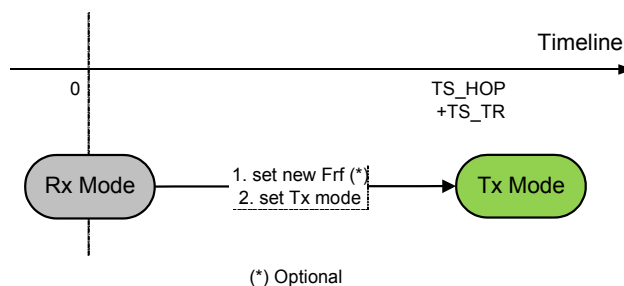 Timeline
0
TS_HOP
+TS_TR
Rx Mode
1. set new Frf (*)
2. set Tx mode
Tx Mode
(*) Optional